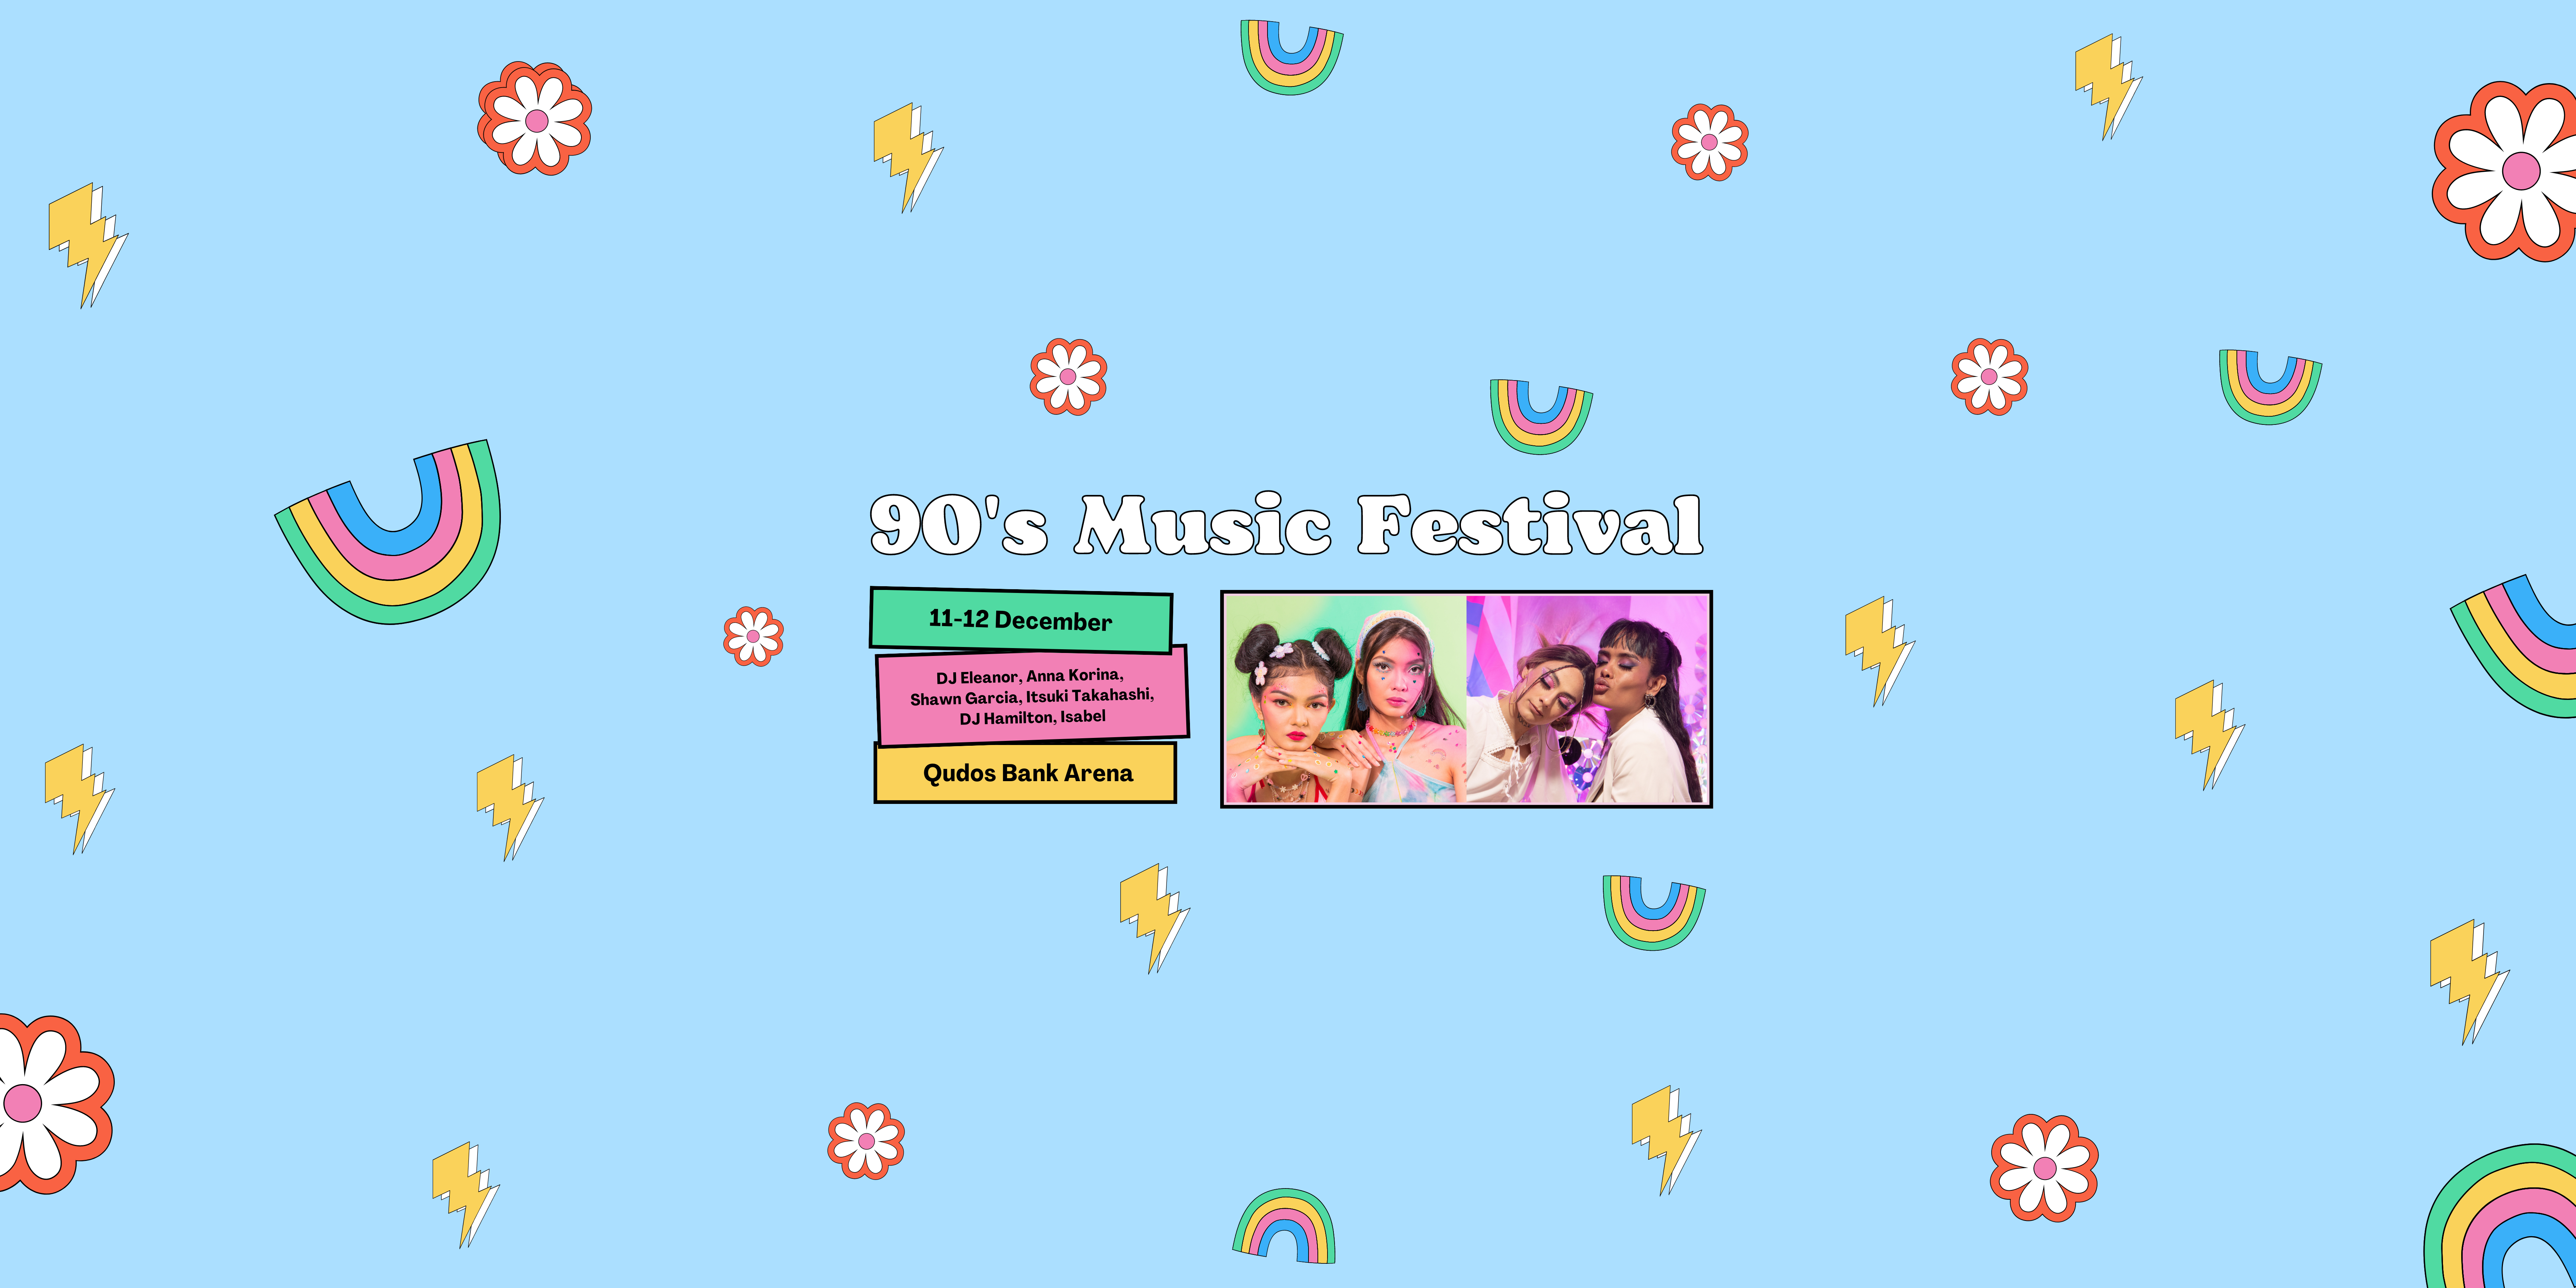 90's Music Festival
11-12 December
DJ Eleanor, Anna Korina,
Shawn Garcia, Itsuki Takahashi,
DJ Hamilton, Isabel
Qudos Bank Arena